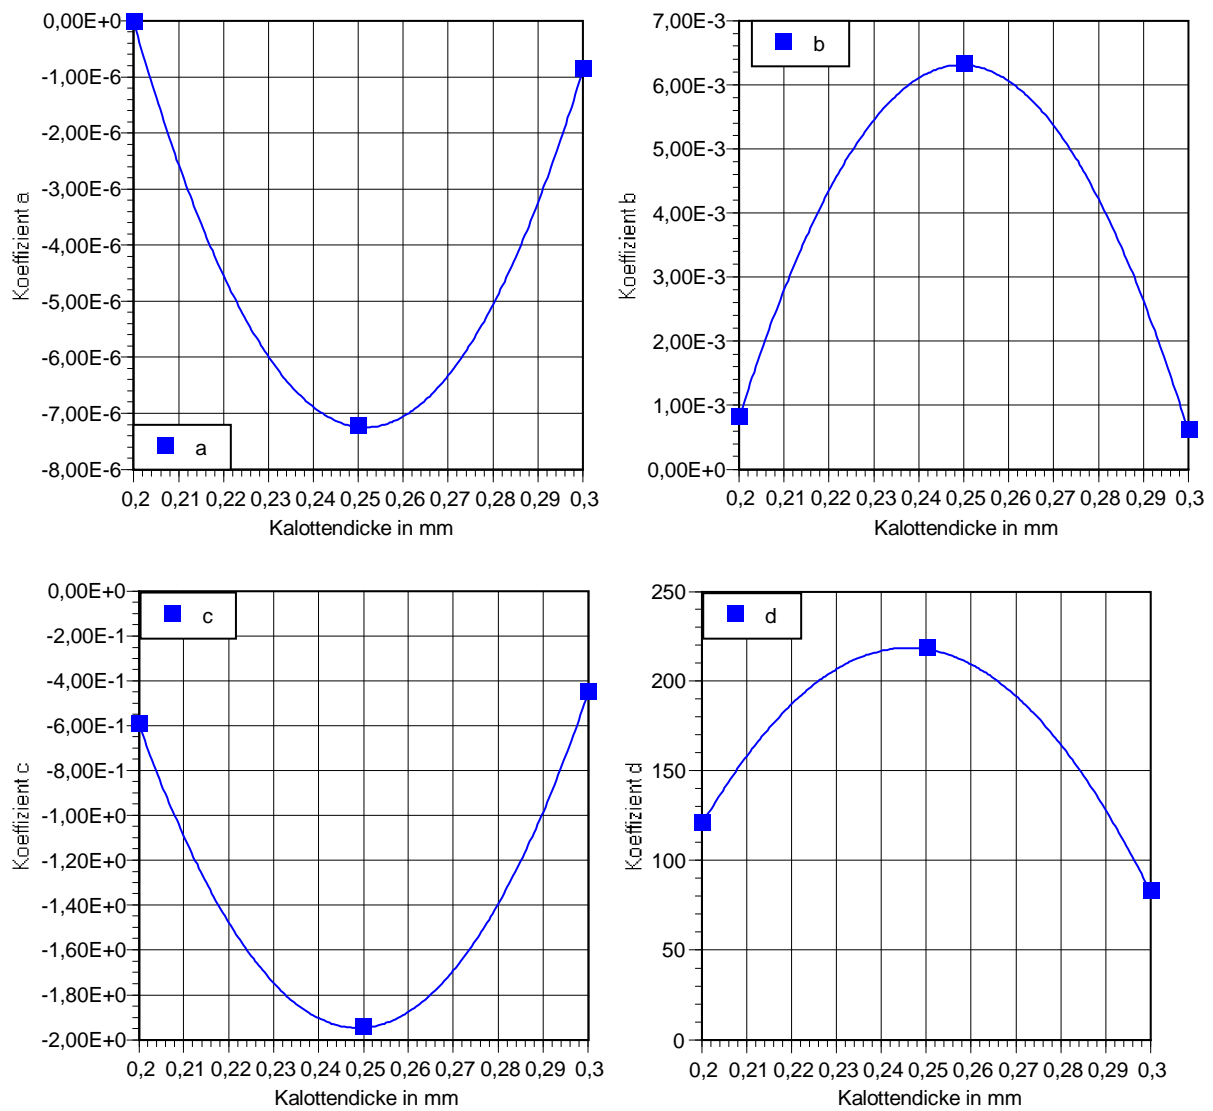 0,00E+0
-1,00E-6
-2,00E-6
-3,00E-6
-4,00E-6
-5,00E-6
-6,00E-6
-7,00E-6
-8,00E-6
Koeffizient a
a
0,2 0,21 0,22 0,23 0,24 0,25 0,26 0,27 0,28 0,29 0,3
Kalottendicke in mm
7,00E-3
6,00E-3
5,00E-3
4,00E-3
3,00E-3
2,00E-3
1,00E-3
0,00E+0
Koeffizient b
b
0,2 0,21 0,22 0,23 0,24 0,25 0,26 0,27 0,28 0,29 0,3
Kalottendicke in mm
0,00E+0
-2,00E-1
-4,00E-1
-6,00E-1
-8,00E-1
-1,00E+0
-1,20E+0
-1,40E+0
-1,60E+0
-1,80E+0
-2,00E+0
Koeffizient c
c
0,2 0,21 0,22 0,23 0,24 0,25 0,26 0,27 0,28 0,29 0,3
Kalottendicke in mm
250
200
150
100
50
0
Koeffizient d
d
0,2 0,21 0,22 0,23 0,24 0,25 0,26 0,27 0,28 0,29 0,3
Kalottendicke in mm